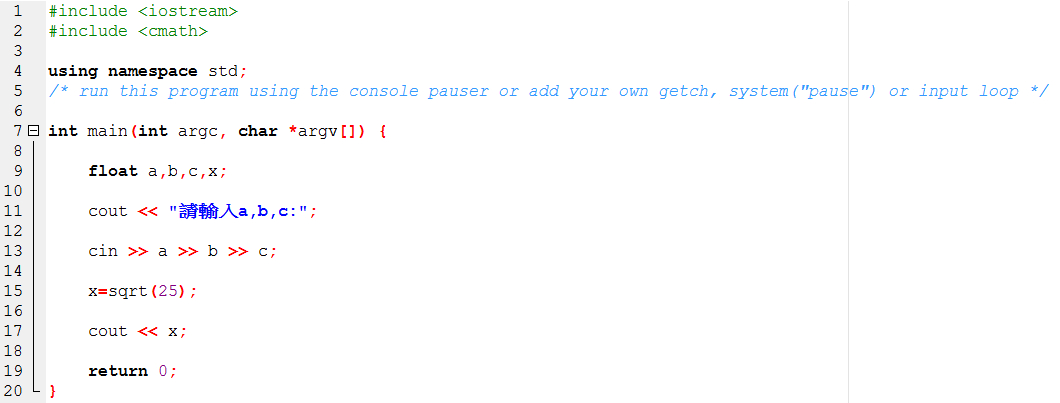 1 #include <iostream>
2 #include <cmath>
3
4 using namespace std;
5 /* run this program using the console pauser or add your own getch, system("pause") or input loop */
6
7 int main(int argc, char *argv[]) {
8
9 float a,b,c,x;
10
11 cout << "請輸入a,b,c:";
12
13 cin >> a >> b >> c;
14
15 x=sqrt(25);
16
17 cout << x;
18
19 return 0;
20 }